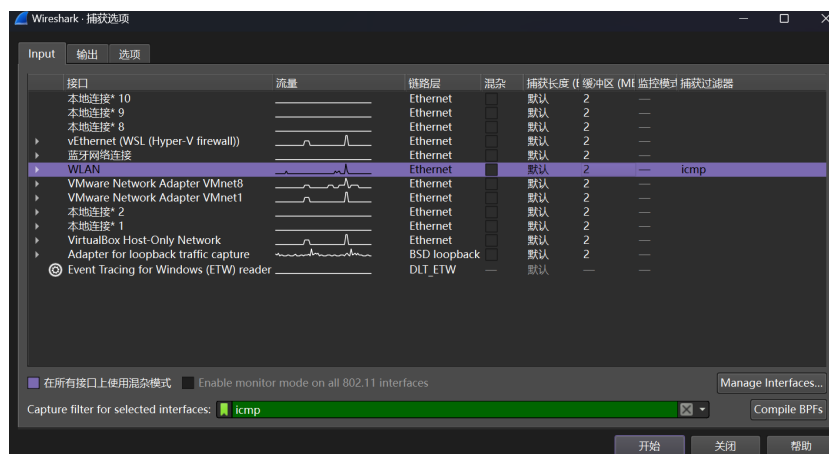 Wireshark · 捕获选项
Input 输出 选项
接口 流量 链路层 混杂 捕获长度 (E 缓冲区 (ME 监控模式 捕获过滤器
本地连接* 10 Ethernet 默认 2 —
本地连接* 9 Ethernet 默认 2 —
本地连接* 8 Ethernet 默认 2 —
vEthernet (WSL (Hyper-V firewall)) Ethernet 默认 2 —
蓝牙网络连接 Ethernet 默认 2 —
WLAN Ethernet 默认 2 — icmp
VMware Network Adapter VMnet8 Ethernet 默认 2 —
VMware Network Adapter VMnet1 Ethernet 默认 2 —
本地连接* 2 Ethernet 默认 2 —
本地连接* 1 Ethernet 默认 2 —
VirtualBox Host-Only Network Ethernet 默认 2 —
Adapter for loopback traffic capture BSD loopback 默认 2 —
Event Tracing for Windows (ETW) reader DLT_ETW — 默认 — —
在所有接口上使用混杂模式 Enable monitor mode on all 802.11 interfaces Manage Interfaces...
Capture filter for selected interfaces: icmp Compile BPFs
开始 关闭 帮助